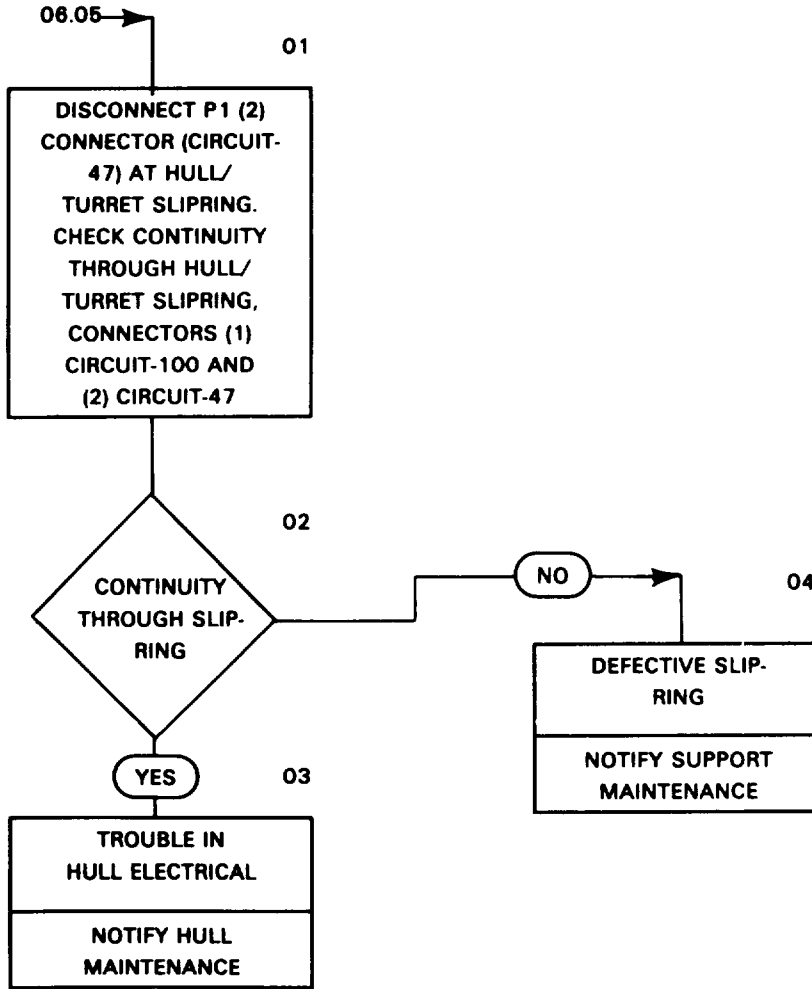 06.05
01
DISCONNECT P1 (2)
CONNECTOR (CIRCUIT-
47) AT HULL/
TURRET SLIPRING.
CHECK CONTINUITY
THROUGH HULL/
TURRET SLIPRING,
CONNECTORS (1)
CIRCUIT-100 AND
(2) CIRCUIT-47
02
CONTINUITY
THROUGH SLIP-
RING
NO
04
DEFECTIVE SLIP-
RING
NOTIFY SUPPORT
MAINTENANCE
YES
03
TROUBLE IN
HULL ELECTRICAL
NOTIFY HULL
MAINTENANCE